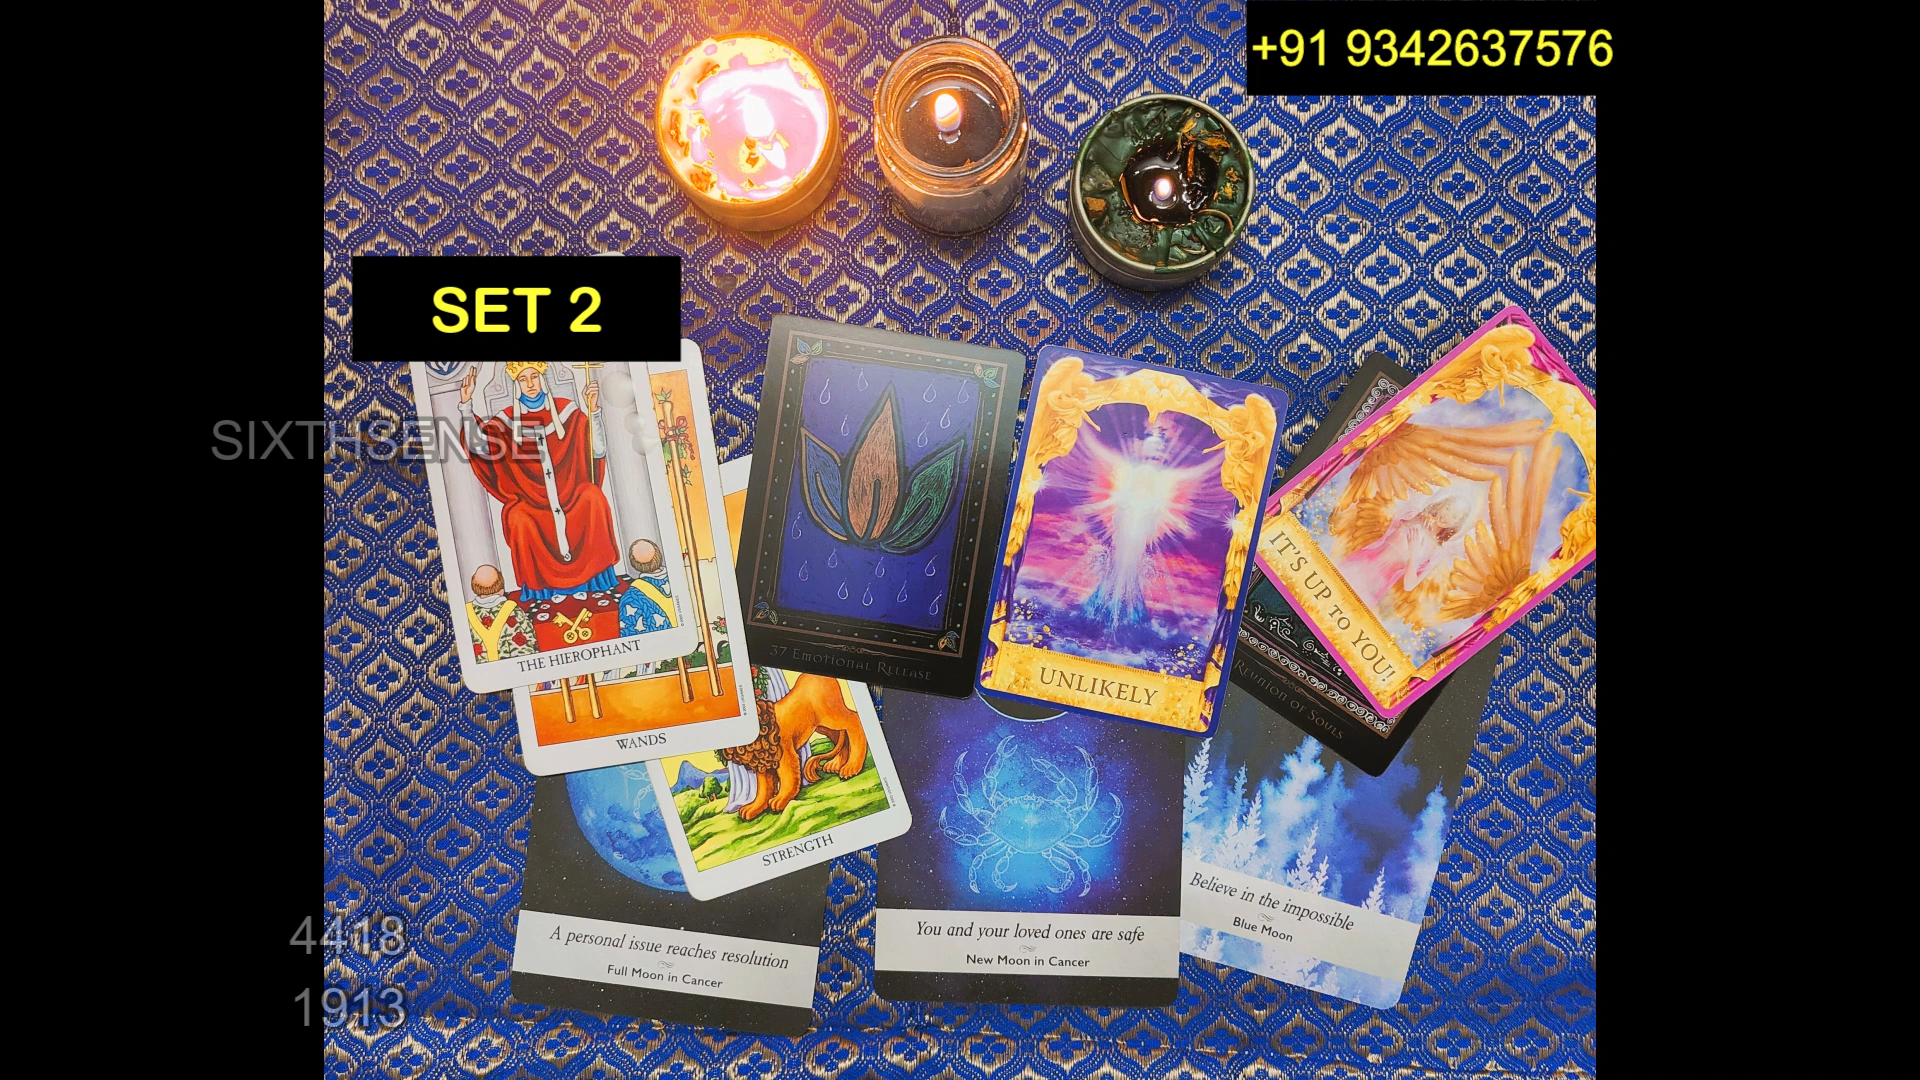 +91 9342637576
SET 2
SIXTHSENSE
THE HIEROPHANT
WANDS
STRENGTH
37 EMOTIONAL RELEASE
UNLIKELY
IT'S UP TO YOU!
REUNION OF SOULS
A personal issue reaches resolution
Full Moon in Cancer
You and your loved ones are safe
New Moon in Cancer
Believe in the impossible
Blue Moon
4418
1913